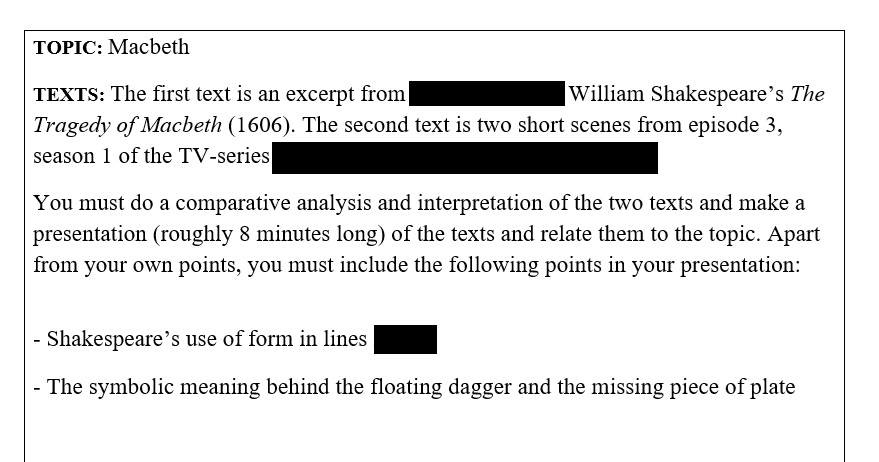 TOPIC: Macbeth
TEXTS: The first text is an excerpt from William Shakespeare’s The
Tragedy of Macbeth (1606). The second text is two short scenes from episode 3,
season 1 of the TV-series
You must do a comparative analysis and interpretation of the two texts and make a
presentation (roughly 8 minutes long) of the texts and relate them to the topic. Apart
from your own points, you must include the following points in your presentation:
- Shakespeare’s use of form in lines
- The symbolic meaning behind the floating dagger and the missing piece of plate